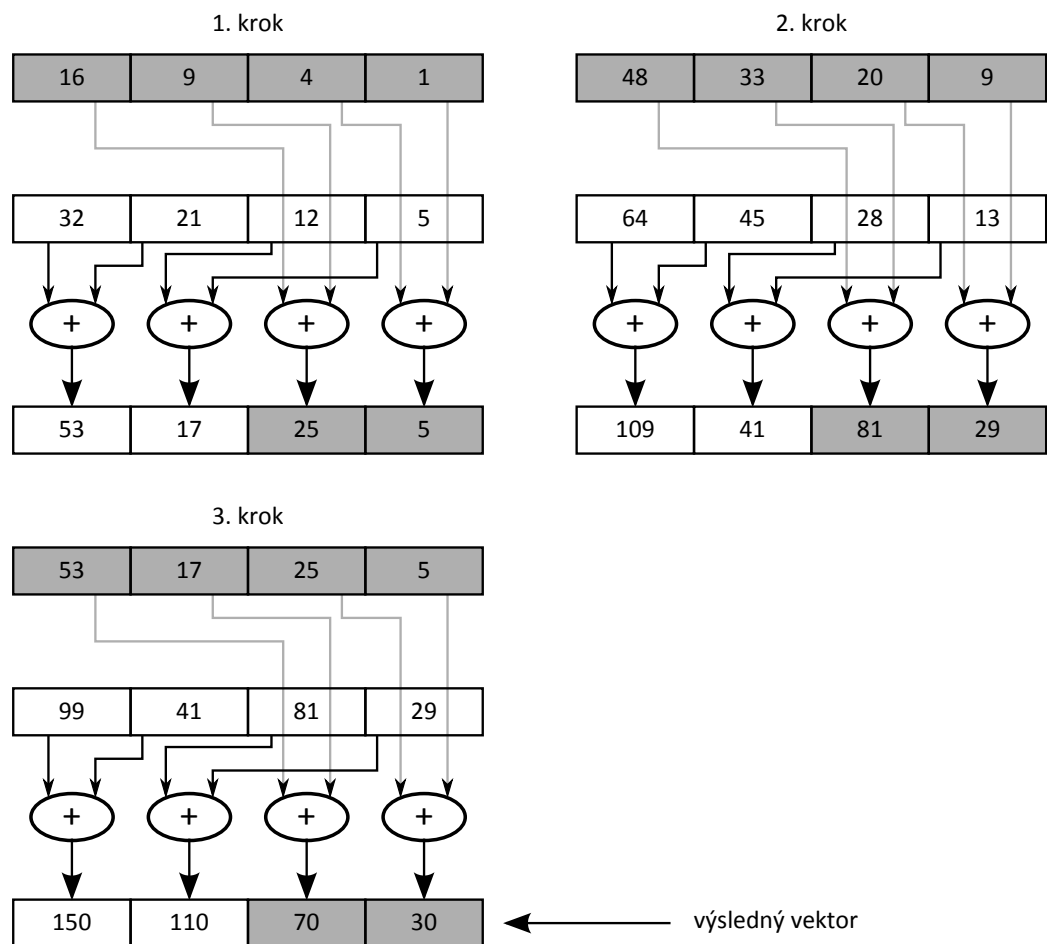 1. krok
16 9 4 1
32 21 12 5
+ + + +
53 17 25 5
2. krok
48 33 20 9
64 45 28 13
+ + + +
109 41 81 29
3. krok
53 17 25 5
99 41 81 29
+ + + +
150 110 70 30
výsledný vektor